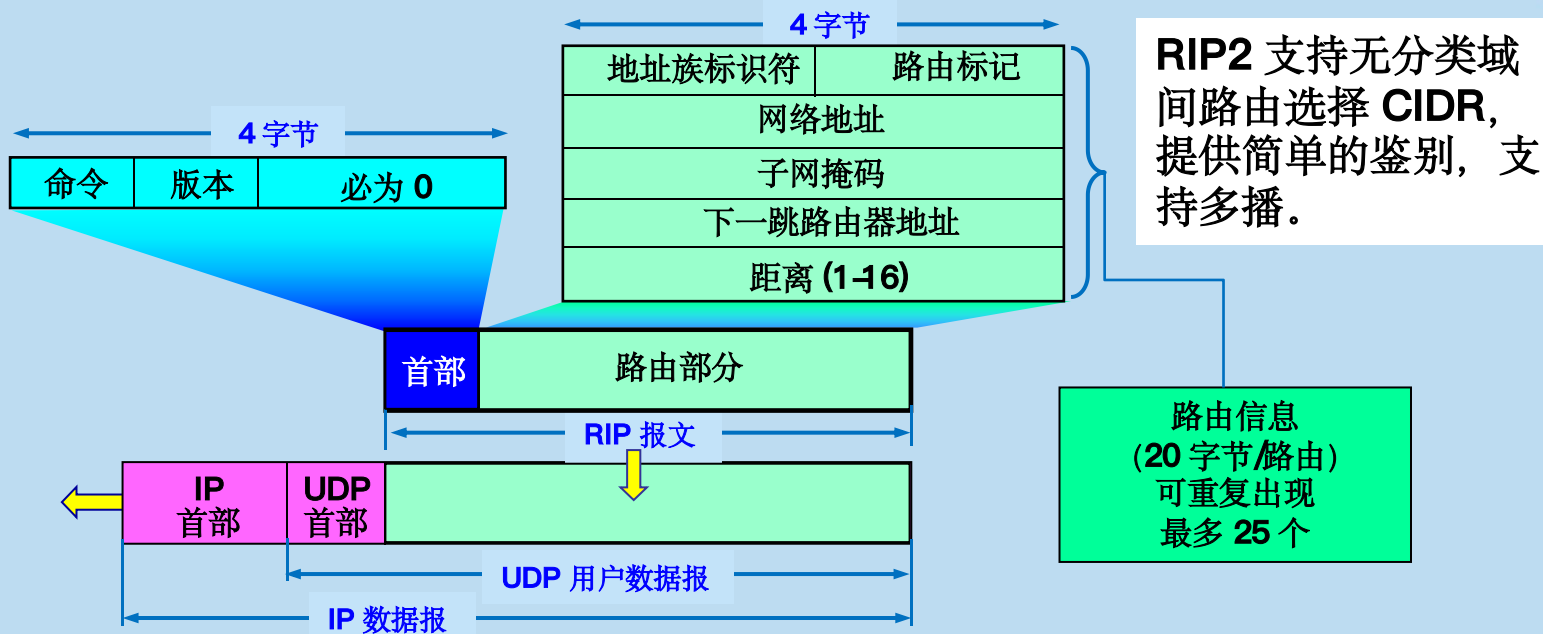 4 字节
地址族标识符
路由标记
网络地址
子网掩码
下一跳路由器地址
距离 (1-16)
RIP2 支持无分类域
间路由选择 CIDR，
提供简单的鉴别，支
持多播．
4 字节
命令
版本
必为 0
首部
路由部分
RIP 报文
IP
首部
UDP
首部
UDP 用户数据报
IP 数据报
路由信息
(20 字节/路由)
可重复出现
最多 25 个